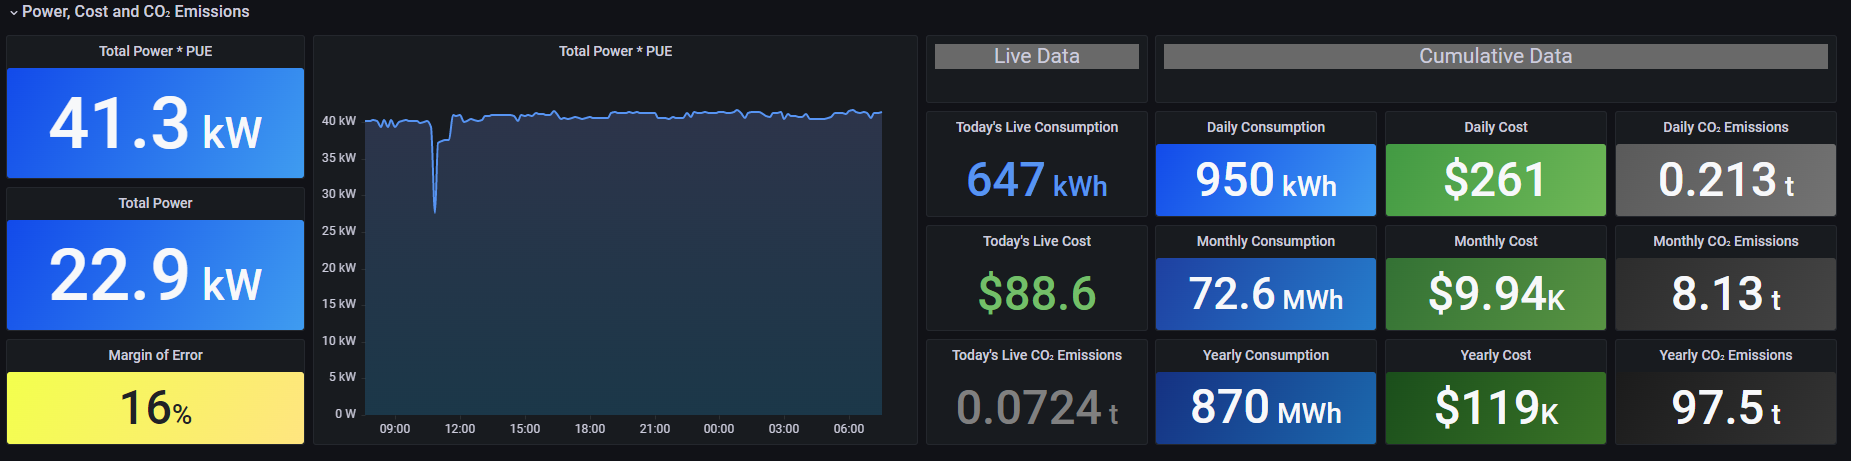 Power, Cost and CO₂ Emissions
Total Power * PUE
41.3 kW
Total Power
22.9 kW
Margin of Error
16%
Total Power * PUE
40 kW
35 kW
30 kW
25 kW
20 kW
15 kW
10 kW
5 kW
0 W
09:00 12:00 15:00 18:00 21:00 00:00 03:00 06:00
Live Data
Today's Live Consumption
647 kWh
Today's Live Cost
$88.6
Today's Live CO₂ Emissions
0.0724 t
Cumulative Data
Daily Consumption
950 kWh
Daily Cost
$261
Daily CO₂ Emissions
0.213 t
Monthly Consumption
72.6 MWh
Monthly Cost
$9.94K
Monthly CO₂ Emissions
8.13 t
Yearly Consumption
870 MWh
Yearly Cost
$119K
Yearly CO₂ Emissions
97.5 t